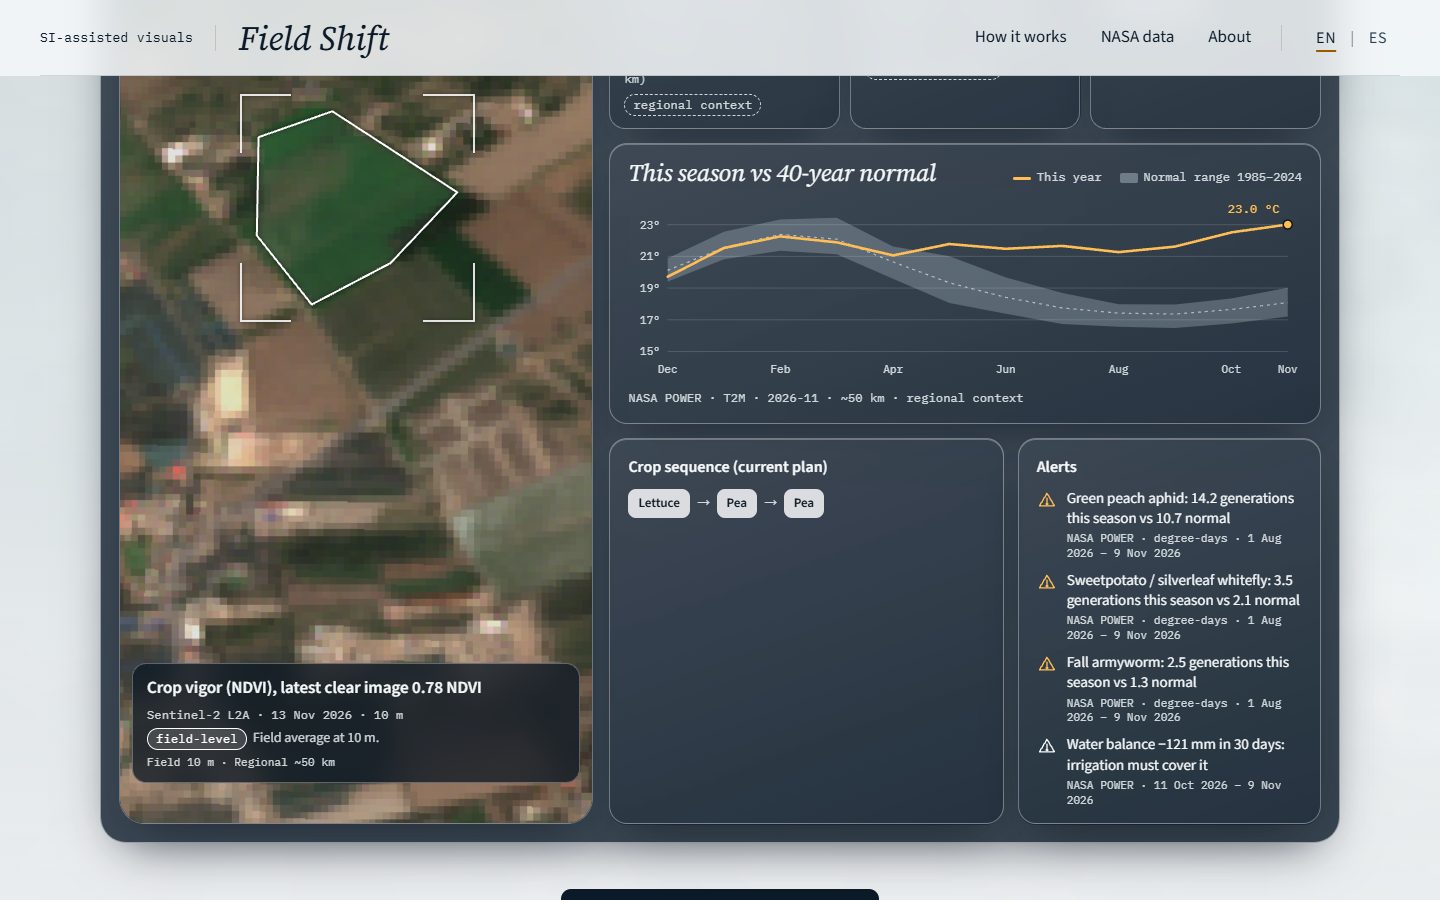 SI-assisted visuals
Field Shift
How it works
NASA data
About
EN | ES
km)
regional context
This season vs 40-year normal
This year
Normal range 1985–2024
23.0 °C
23°
21°
19°
17°
15°
Dec
Feb
Apr
Jun
Aug
Oct
Nov
NASA POWER · T2M · 2026-11 · ~50 km · regional context
Crop sequence (current plan)
Lettuce → Pea → Pea
Alerts
Green peach aphid: 14.2 generations
this season vs 10.7 normal
NASA POWER · degree-days · 1 Aug
2026 – 9 Nov 2026
Sweetpotato / silverleaf whitefly: 3.5
generations this season vs 2.1 normal
NASA POWER · degree-days · 1 Aug
2026 – 9 Nov 2026
Fall armyworm: 2.5 generations this
season vs 1.3 normal
NASA POWER · degree-days · 1 Aug
2026 – 9 Nov 2026
Water balance −121 mm in 30 days:
irrigation must cover it
NASA POWER · 11 Oct 2026 – 9 Nov
2026
Crop vigor (NDVI), latest clear image 0.78 NDVI
Sentinel-2 L2A · 13 Nov 2026 · 10 m
field-level Field average at 10 m.
Field 10 m · Regional ~50 km